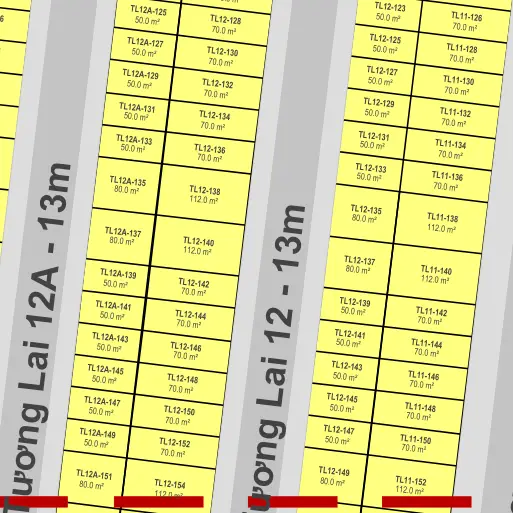 TL12A-125
50.0 m²
TL12A-127
50.0 m²
TL12A-129
50.0 m²
TL12A-131
50.0 m²
TL12A-133
50.0 m²
TL12A-135
80.0 m²
TL12A-137
80.0 m²
TL12A-139
50.0 m²
TL12A-141
50.0 m²
TL12A-143
50.0 m²
TL12A-145
50.0 m²
TL12A-147
50.0 m²
TL12A-149
50.0 m²
TL12A-151
80.0 m²
TL12-128
70.0 m²
TL12-130
70.0 m²
TL12-132
70.0 m²
TL12-134
70.0 m²
TL12-136
70.0 m²
TL12-138
112.0 m²
TL12-140
112.0 m²
TL12-142
70.0 m²
TL12-144
70.0 m²
TL12-146
70.0 m²
TL12-148
70.0 m²
TL12-150
70.0 m²
TL12-152
70.0 m²
TL12-154
112.0 m²
TL12-123
50.0 m²
TL12-125
50.0 m²
TL12-127
50.0 m²
TL12-129
50.0 m²
TL12-131
50.0 m²
TL12-133
50.0 m²
TL12-135
80.0 m²
TL12-137
80.0 m²
TL12-139
50.0 m²
TL12-141
50.0 m²
TL12-143
50.0 m²
TL12-145
50.0 m²
TL12-147
50.0 m²
TL12-149
80.0 m²
TL11-126
70.0 m²
TL11-128
70.0 m²
TL11-130
70.0 m²
TL11-132
70.0 m²
TL11-134
70.0 m²
TL11-136
70.0 m²
TL11-138
112.0 m²
TL11-140
112.0 m²
TL11-142
70.0 m²
TL11-144
70.0 m²
TL11-146
70.0 m²
TL11-148
70.0 m²
TL11-150
70.0 m²
TL11-152
112.0 m²
Tương Lai 12A - 13m
ương Lai 12 - 13m